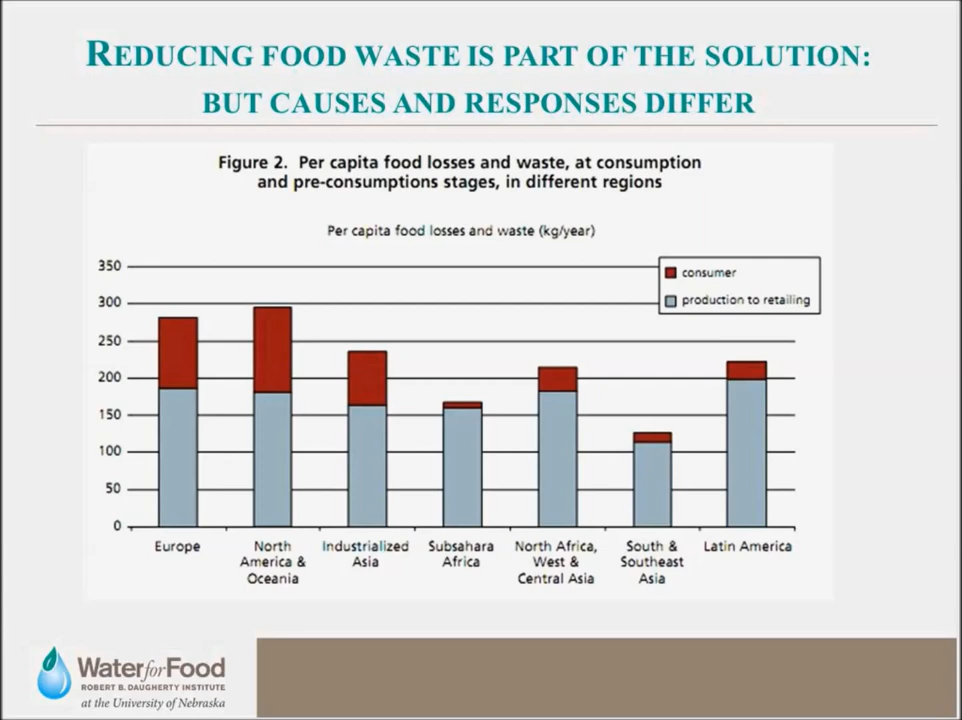 REDUCING FOOD WASTE IS PART OF THE SOLUTION:
BUT CAUSES AND RESPONSES DIFFER
Figure 2. Per capita food losses and waste, at consumption
and pre-consumptions stages, in different regions
Per capita food losses and waste (kg/year)
350
300
250
200
150
100
50
0
consumer
production to retailing
Europe
North
America &
Oceania
Industrialized
Asia
Subsahara
Africa
North Africa,
West &
Central Asia
South &
Southeast
Asia
Latin America
Water for Food
ROBERT B. DAUGHERTY INSTITUTE
at the University of Nebraska